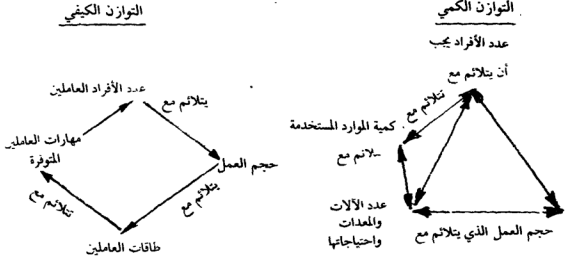 التوازن الكمي
عدد الأفراد يجب
أن يتلائم مع
تتلائم مع
كمية الموارد المستخدمة
يتلائم مع
عدد الآلات
والمعدات
واحتياجاتها
حجم العمل الذي يتلائم مع
التوازن الكيفي
عدد الأفراد العاملين
يتلائم مع
حجم العمل
يتلائم مع
طاقات العاملين
تتلائم مع
مهارات العاملين
المتوفرة